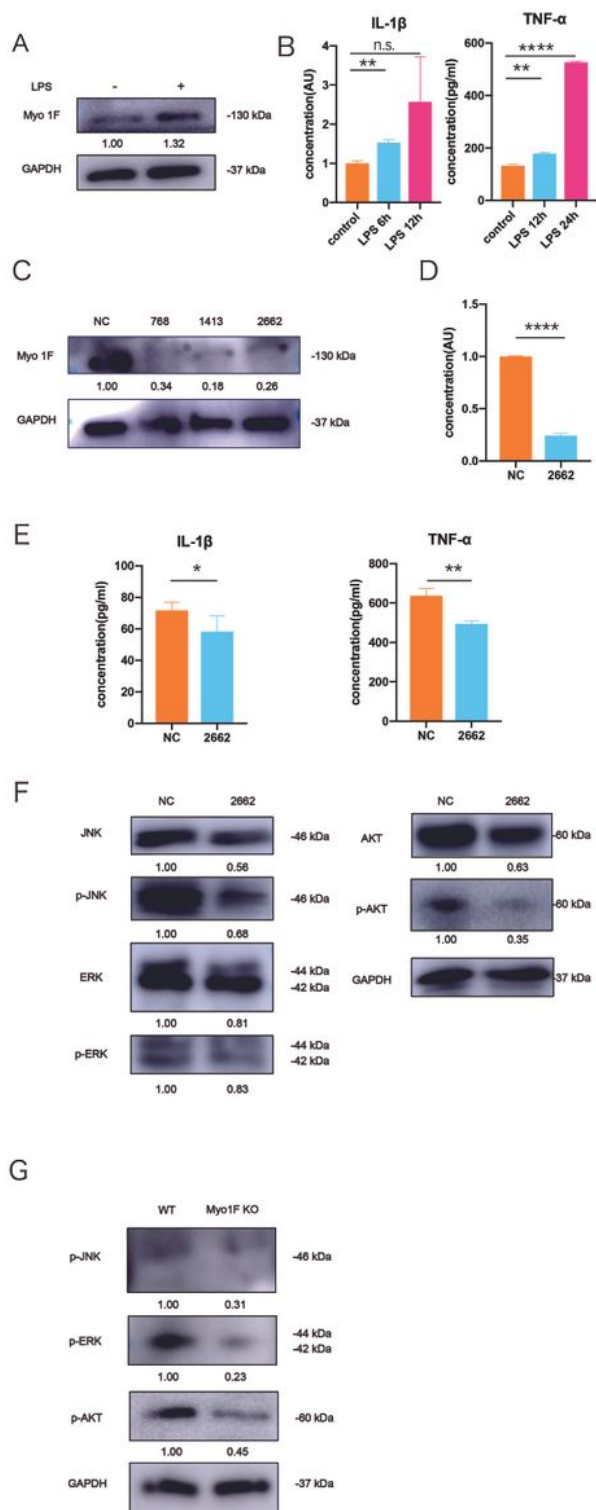 A
LPS - +
Myo 1F -130 kDa
1.00 1.32
GAPDH -37 kDa
B
IL-1β
concentration(AU)
4
3
2
1
0
n.s.
**
control
LPS 6h
LPS 12h
TNF-α
concentration(pg/ml)
600
400
200
0
****
**
control
LPS 12h
LPS 24h
C
NC 768 1413 2662
Myo 1F -130 kDa
1.00 0.34 0.18 0.26
GAPDH -37 kDa
D
concentration(AU)
1.5
1.0
0.5
0.0
****
NC 2662
E
IL-1β
concentration(pg/ml)
100
80
60
40
20
0
*
NC 2662
TNF-α
concentration(pg/ml)
800
600
400
200
0
**
NC 2662
F
NC 2662
JNK -46 kDa
1.00 0.56
p-JNK -46 kDa
1.00 0.68
ERK -44 kDa
-42 kDa
1.00 0.81
p-ERK -44 kDa
-42 kDa
1.00 0.83
NC 2662
AKT -60 kDa
1.00 0.63
p-AKT -60 kDa
1.00 0.35
GAPDH -37 kDa
G
WT Myo1F KO
p-JNK -46 kDa
1.00 0.31
p-ERK -44 kDa
-42 kDa
1.00 0.23
p-AKT -60 kDa
1.00 0.45
GAPDH -37 kDa